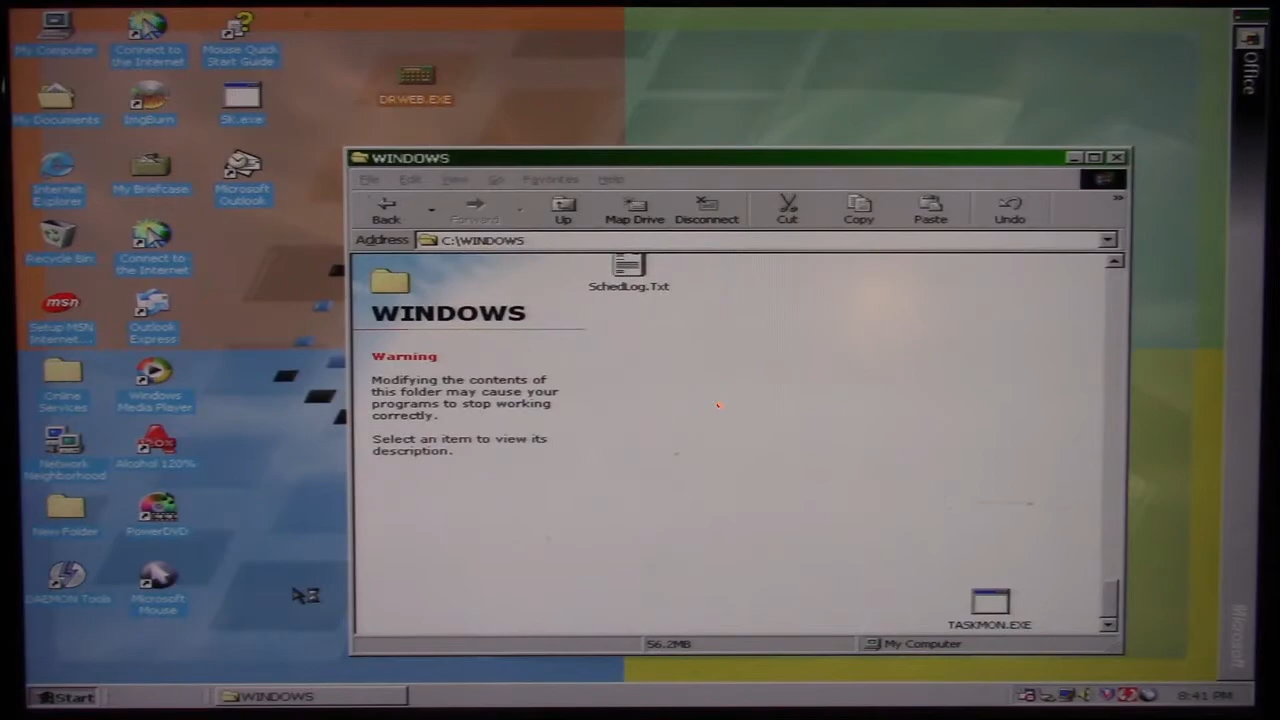 My Computer
Connect to
the Internet
Mouse Quick
Start Guide
DRWEB.EXE
Office
My Documents
ImgBurn
WINDOWS
File Edit View Go Favorites Help
Internet
Explorer
My Briefcase
Microsoft
Outlook
Back Forward Up Map Drive Disconnect Cut Copy Paste Undo
Address C:\WINDOWS
Recycle Bin
Connect to
the Internet
SchedLog.Txt
WINDOWS
msn
Setup MSN
Internet...
Outlook
Express
Warning
Modifying the contents of
this folder may cause your
programs to stop working
correctly.
Select an item to view its
description.
Online
Services
Windows
Media Player
Network
Neighborhood
Alcohol 120%
New Folder
PowerDVD
DAEMON Tools
Microsoft
Mouse
TASKMON.EXE
56.2MB
My Computer
Microsoft
Start WINDOWS 8:41 PM